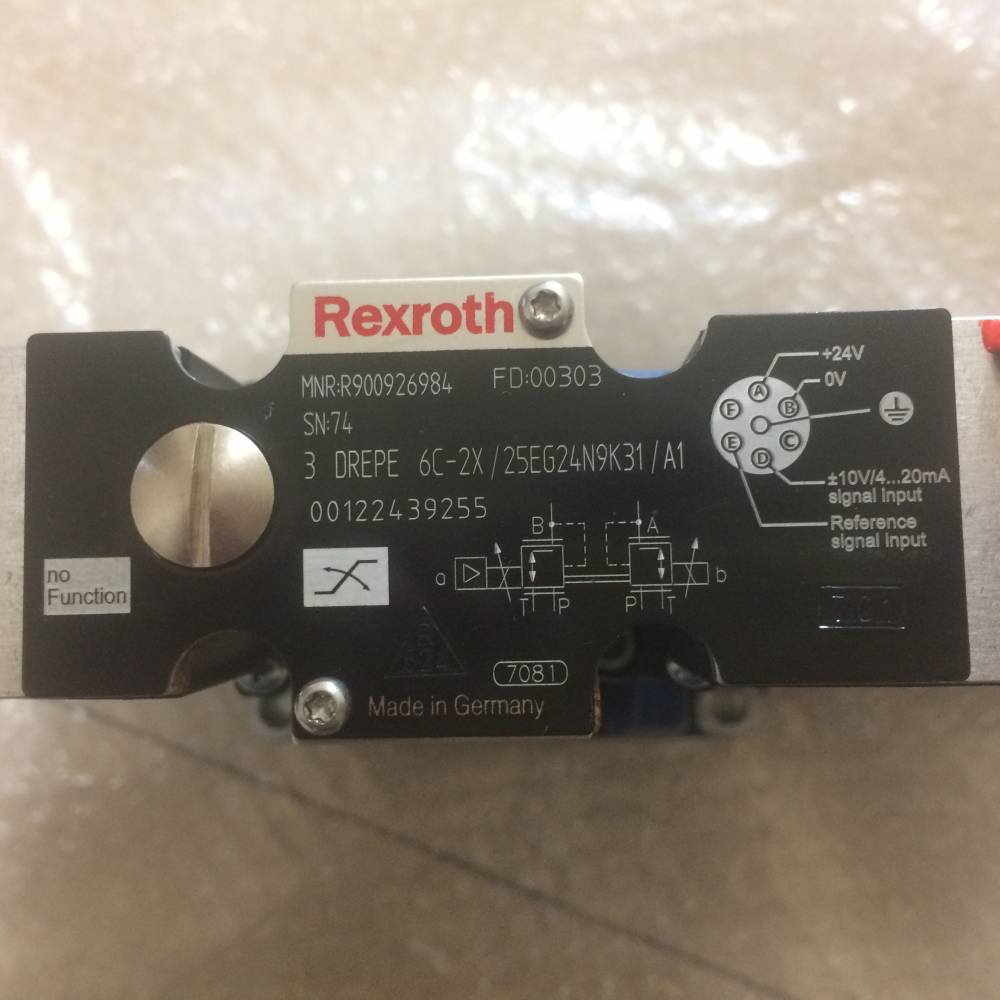 Rexroth
MNR:R900926984 FD:00303
SN:74
3 DREPE 6C-2X/25EG24N9K31/A1
00122439255
no
Function
B A
a b
T P P T
7081
Made in Germany
+24V
0V
A
F B
E C
D
±10V/4...20mA
signal input
Reference
signal input
701